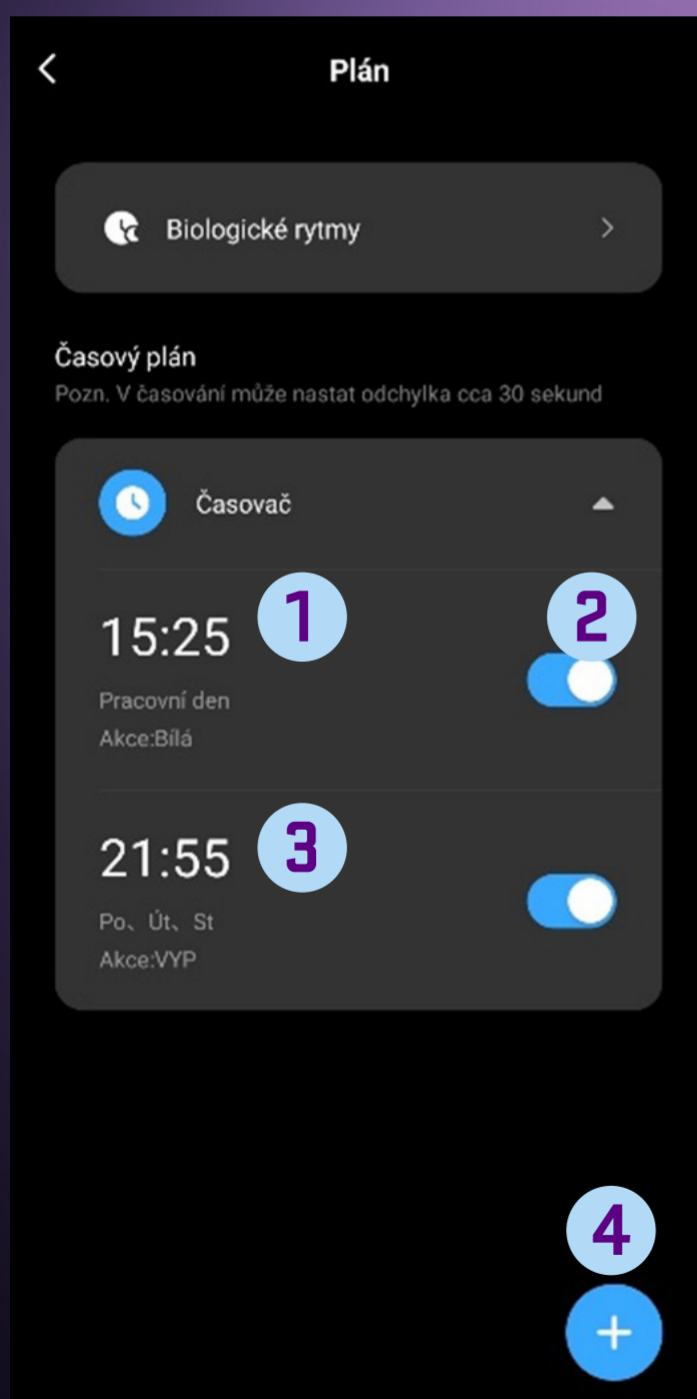 Plán
Biologické rytmy
Časový plán
Pozn. V časování může nastat odchylka cca 30 sekund
Časovač
15:25
1
2
Pracovní den
Akce:Bílá
21:55
3
Po、Út、St
Akce:VYP
4
+